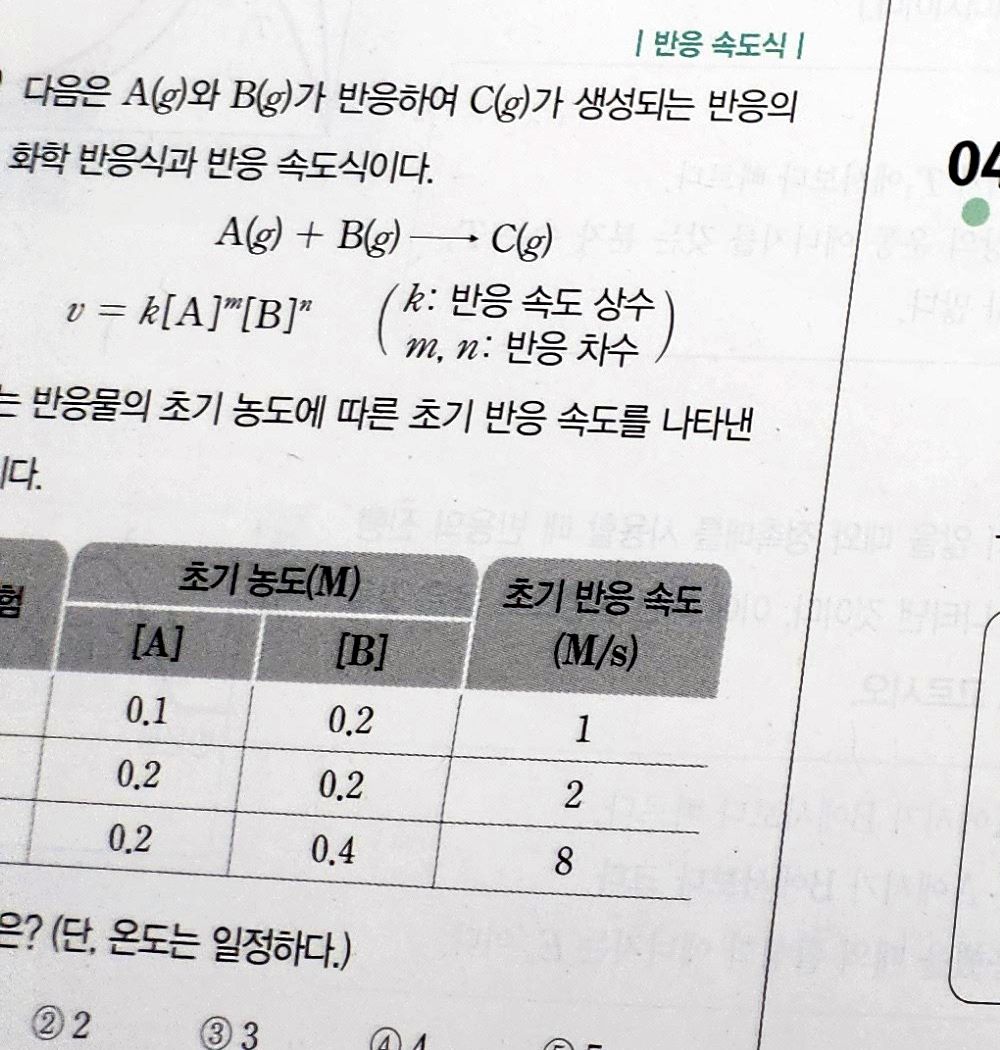 | 반응 속도식 |
다음은 A(g)와 B(g)가 반응하여 C(g)가 생성되는 반응의
화학 반응식과 반응 속도식이다.
A(g) + B(g) ⟶ C(g)
v = k[A]ᵐ[B]ⁿ (k: 반응 속도 상수
m, n: 반응 차수)
는 반응물의 초기 농도에 따른 초기 반응 속도를 나타낸
이다.
험 초기 농도(M) 초기 반응 속도
[A] [B] (M/s)
0.1 0.2 1
0.2 0.2 2
0.2 0.4 8
은? (단, 온도는 일정하다.)
② 2 ③ 3 ④ 4 ⑤ 5
04